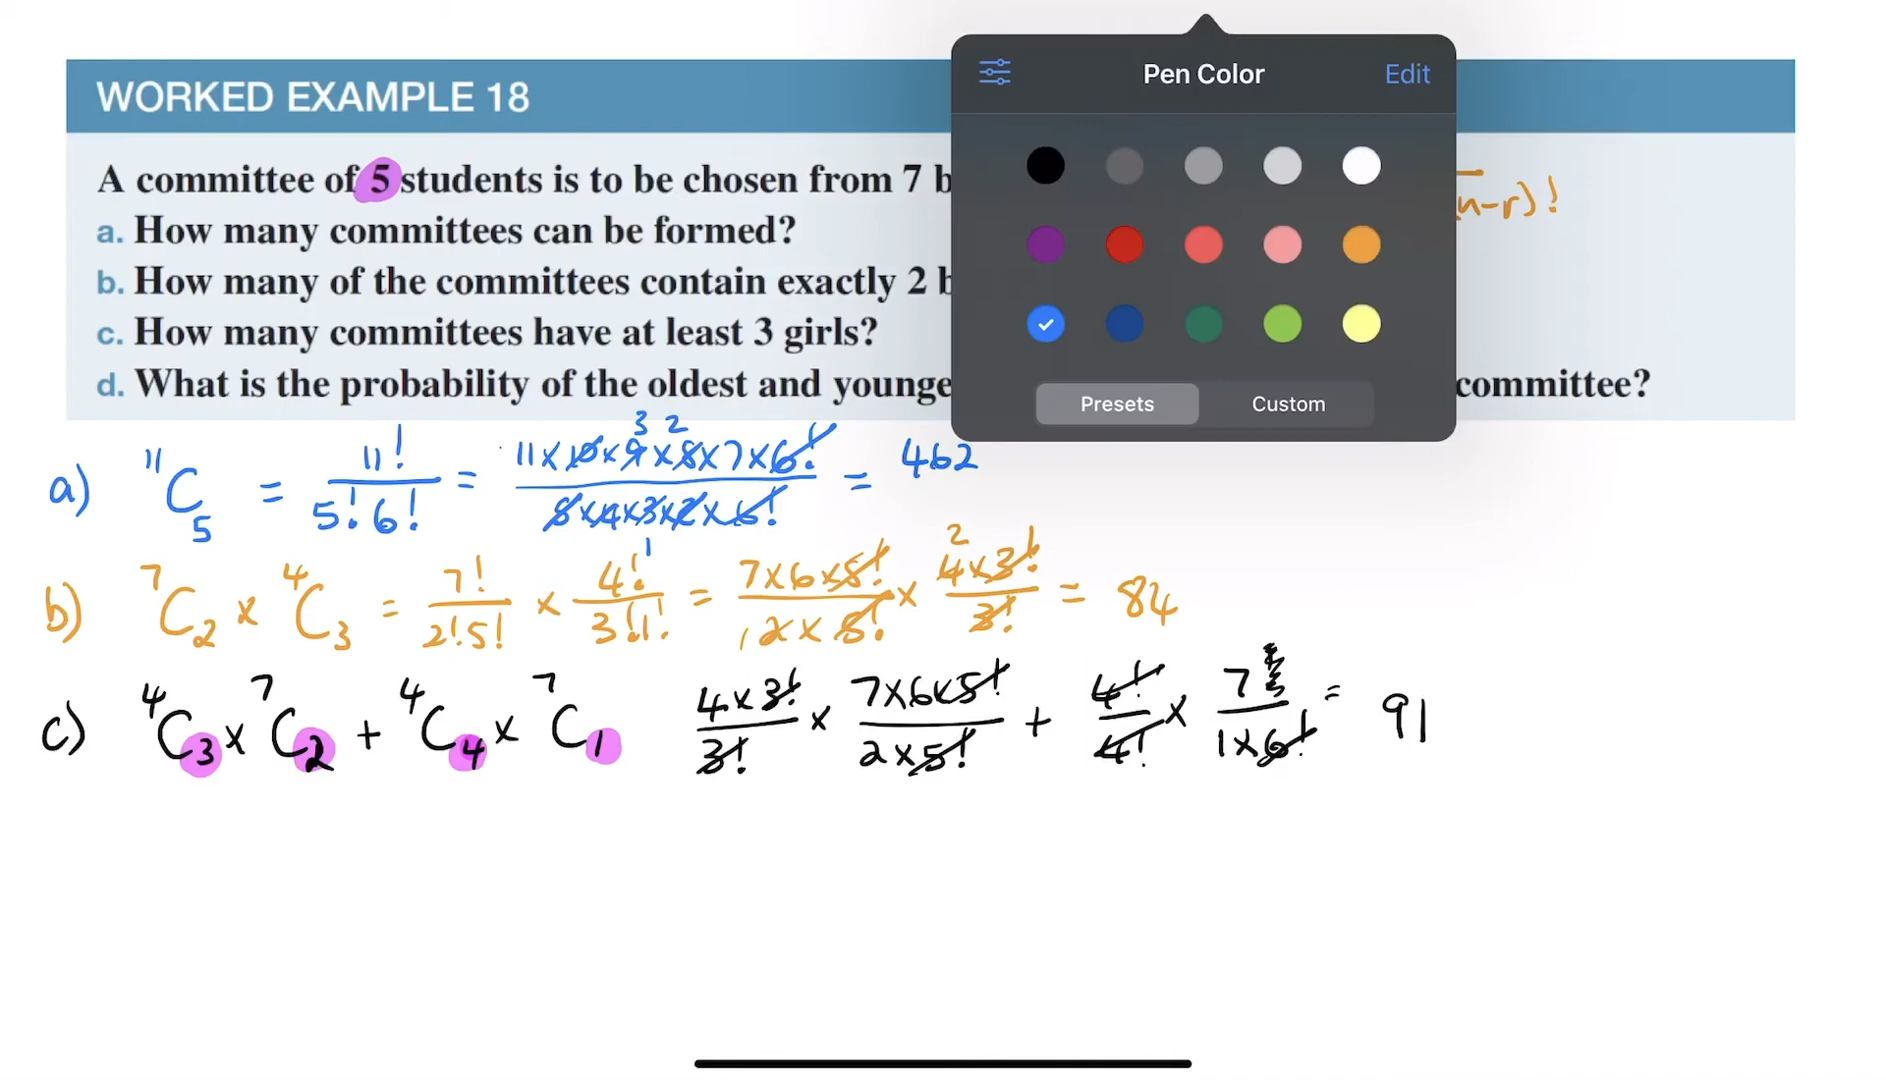 WORKED EXAMPLE 18
A committee of 5 students is to be chosen from 7 b
a. How many committees can be formed?
b. How many of the committees contain exactly 2 b
c. How many committees have at least 3 girls?
d. What is the probability of the oldest and younge committee?
Pen Color
Edit
Presets
Custom
(n-r)!
a) ¹¹C₅ = 11!/5!6! = 11×10×9×8×7×6!/5×4×3×2×6! = 462
3 2
1
b) ⁷C₂ × ⁴C₃ = 7!/2!5! × 4!/3!1! = 7×6×5!/2×5! × 4×3!/3! = 84
2
1
c) ⁴C₃ × ⁷C₂ + ⁴C₄ × ⁷C₁ 4×3!/3! × 7×6×5!/2×5! + 4!/4! × 7/1×6! = 91